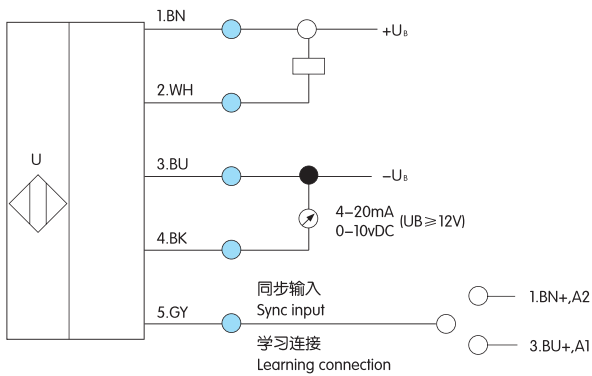 1.BN
+UB
2.WH
U
3.BU
-UB
4-20mA
0-10vDC
(UB≥12V)
4.BK
同步输入
Sync input
5.GY
学习连接
Learning connection
1.BN+,A2
3.BU+,A1